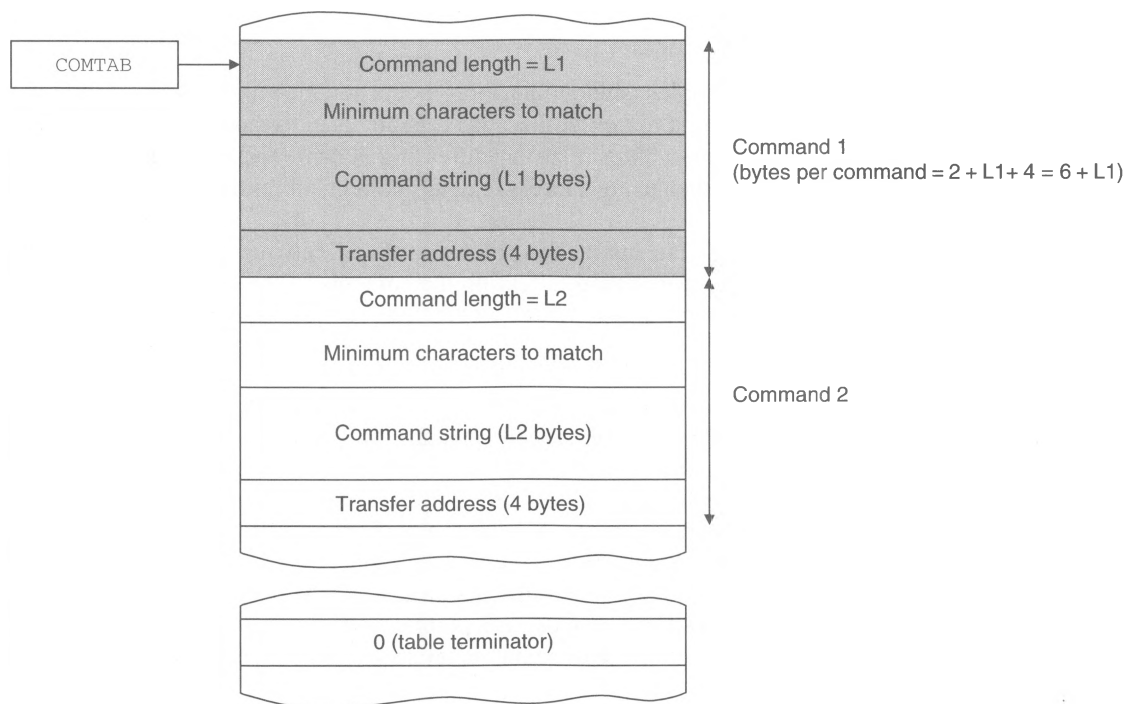 COMTAB
Command length = L1
Minimum characters to match
Command string (L1 bytes)
Transfer address (4 bytes)
Command 1
(bytes per command = 2 + L1+ 4 = 6 + L1)
Command length = L2
Minimum characters to match
Command string (L2 bytes)
Transfer address (4 bytes)
Command 2
0 (table terminator)